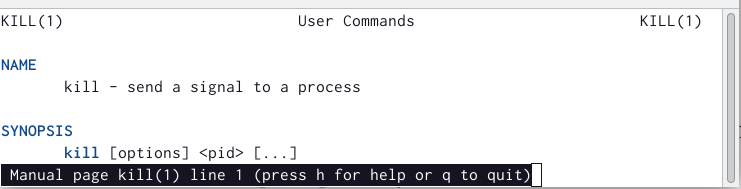 KILL(1) User Commands KILL(1)
NAME
kill - send a signal to a process
SYNOPSIS
kill [options] <pid> [...]
Manual page kill(1) line 1 (press h for help or q to quit)